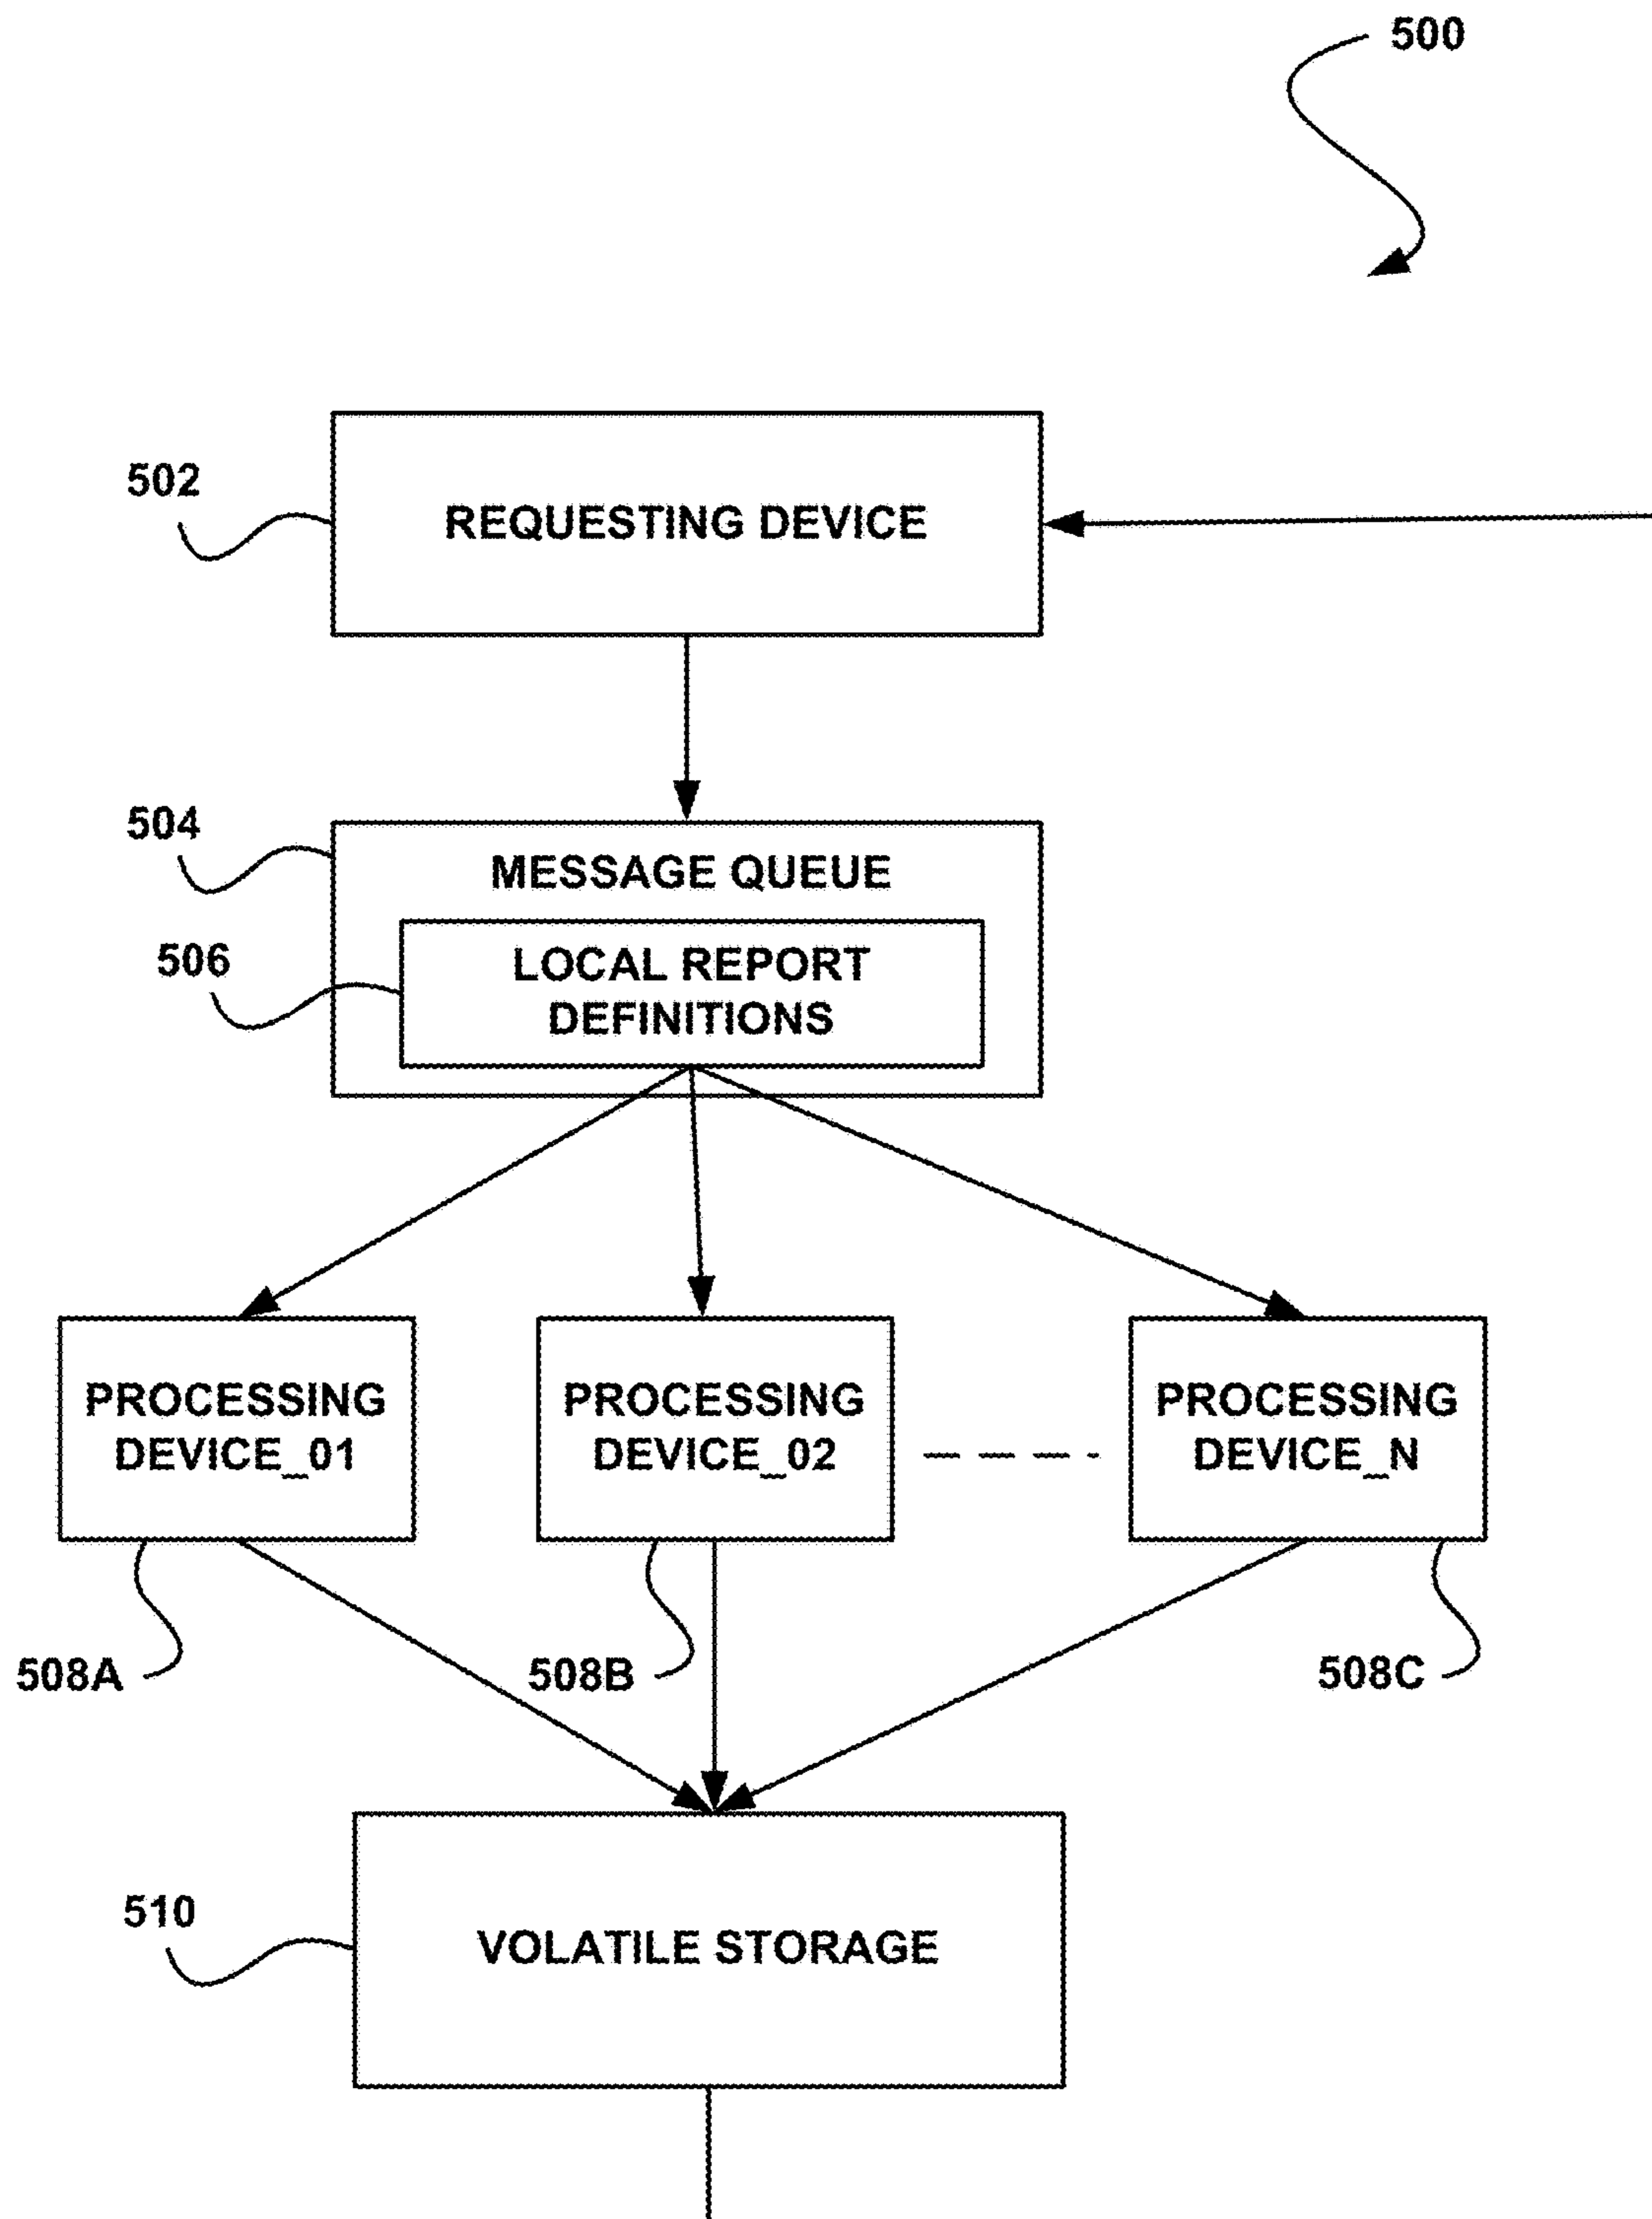 500
502
REQUESTING DEVICE
504
MESSAGE QUEUE
506
LOCAL REPORT
DEFINITIONS
PROCESSING
DEVICE_01
PROCESSING
DEVICE_02
PROCESSING
DEVICE_N
508A
508B
508C
510
VOLATILE STORAGE